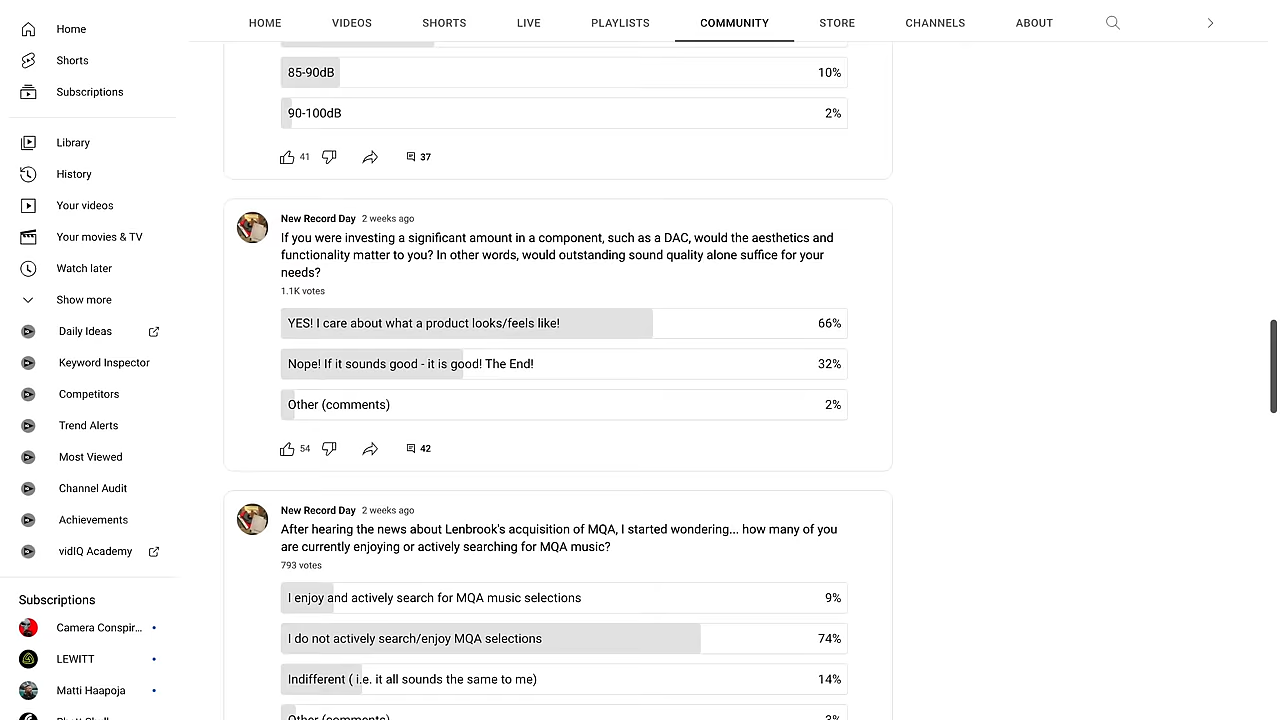 HOME VIDEOS SHORTS LIVE PLAYLISTS COMMUNITY STORE CHANNELS ABOUT
Home
Shorts
Subscriptions
Library
History
Your videos
Your movies & TV
Watch later
Show more
Daily Ideas
Keyword Inspector
Competitors
Trend Alerts
Most Viewed
Channel Audit
Achievements
vidIQ Academy
Subscriptions
Camera Conspir...
LEWITT
Matti Haapoja
85-90dB 10%
90-100dB 2%
41 37
New Record Day 2 weeks ago
If you were investing a significant amount in a component, such as a DAC, would the aesthetics and
functionality matter to you? In other words, would outstanding sound quality alone suffice for your
needs?
1.1K votes
YES! I care about what a product looks/feels like! 66%
Nope! If it sounds good - it is good! The End! 32%
Other (comments) 2%
54 42
New Record Day 2 weeks ago
After hearing the news about Lenbrook's acquisition of MQA, I started wondering... how many of you
are currently enjoying or actively searching for MQA music?
793 votes
I enjoy and actively search for MQA music selections 9%
I do not actively search/enjoy MQA selections 74%
Indifferent ( i.e. it all sounds the same to me) 14%
Other (comments) 3%